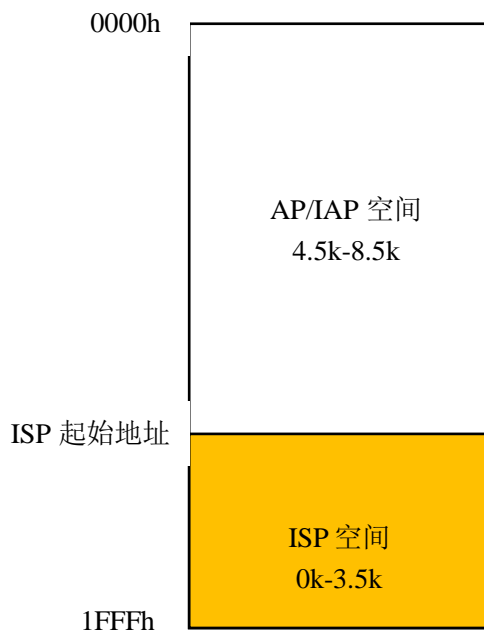 0000h
AP/IAP 空间
4.5k-8.5k
ISP 起始地址
ISP 空间
0k-3.5k
1FFFh